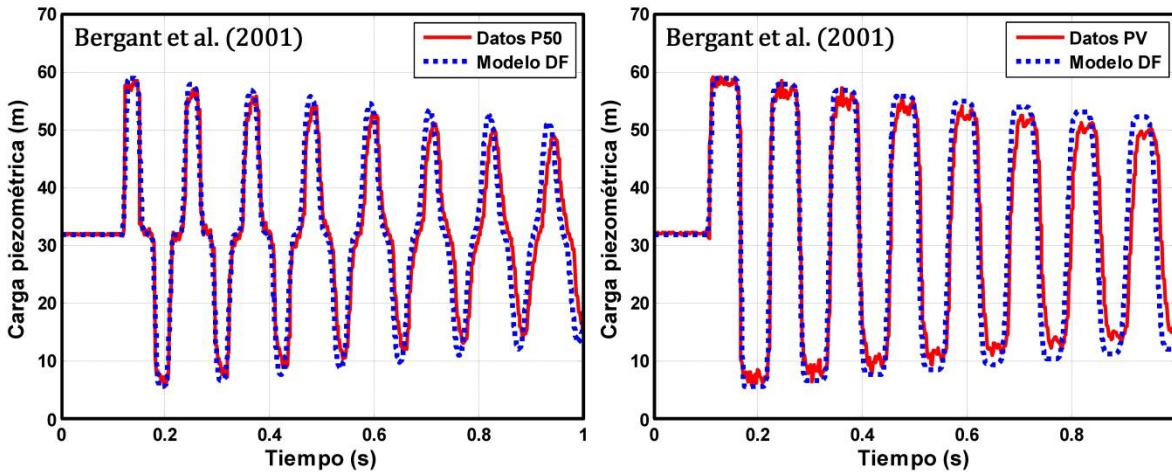 Bergant et al. (2001)
Datos P50
Modelo DF
Carga piezométrica (m)
70
60
50
40
30
20
10
0
0
0.2
0.4
0.6
0.8
1
Tiempo (s)
Bergant et al. (2001)
Datos PV
Modelo DF
Carga piezométrica (m)
70
60
50
40
30
20
10
0
0
0.2
0.4
0.6
0.8
Tiempo (s)